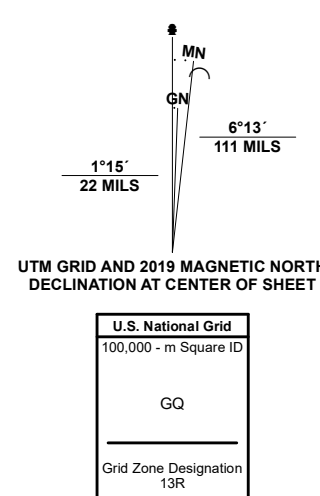 MN
GN
6°13´
111 MILS
1°15´
22 MILS
UTM GRID AND 2019 MAGNETIC NORTH
DECLINATION AT CENTER OF SHEET
U.S. National Grid
100,000 - m Square ID
GQ
Grid Zone Designation
13R